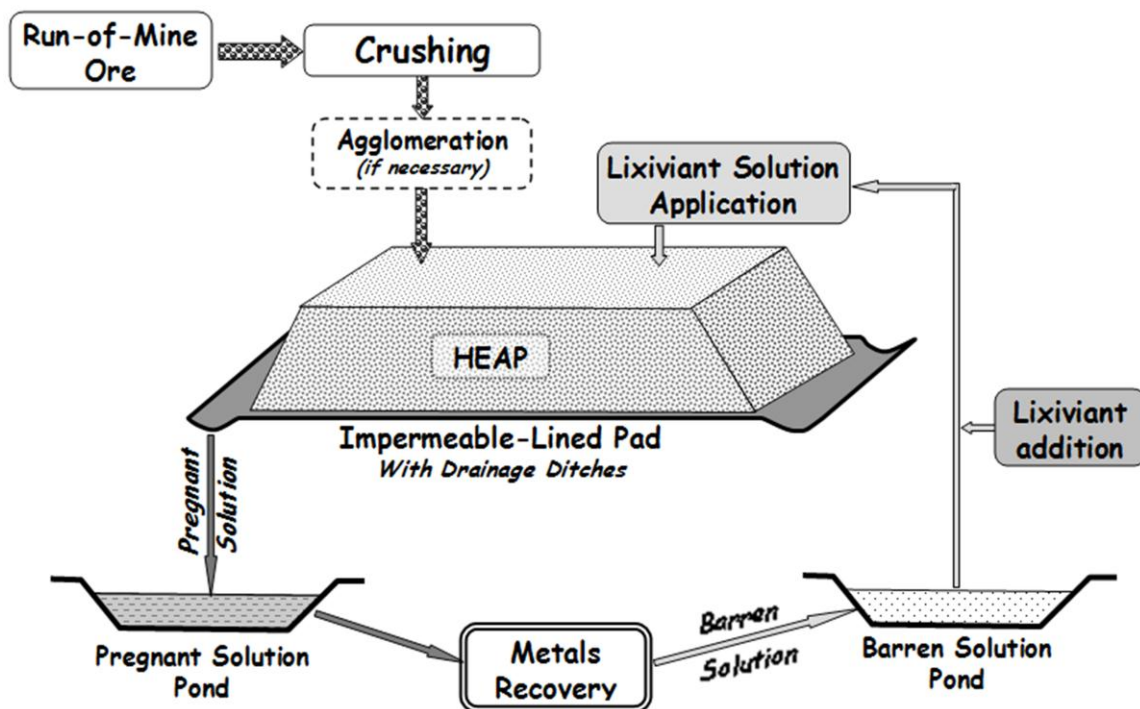 Run-of-Mine
Ore
Crushing
Agglomeration
(if necessary)
Lixiviant Solution
Application
HEAP
Impermeable-Lined Pad
With Drainage Ditches
Lixiviant
addition
Pregnant
Solution
Pregnant Solution
Pond
Metals
Recovery
Barren
Solution
Barren Solution
Pond